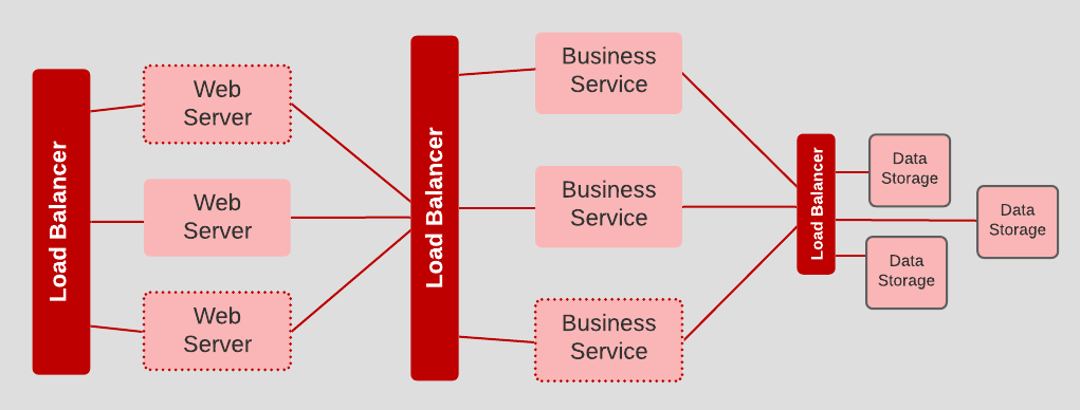 Load Balancer
Web
Server
Web
Server
Web
Server
Load Balancer
Business
Service
Business
Service
Business
Service
Load Balancer
Data
Storage
Data
Storage
Data
Storage